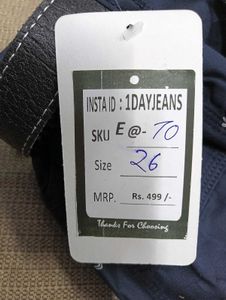 INSTA ID : 1DAYJEANS
SKU E @- 70
Size 26
MRP. Rs. 499 /-
Thanks For Choosing